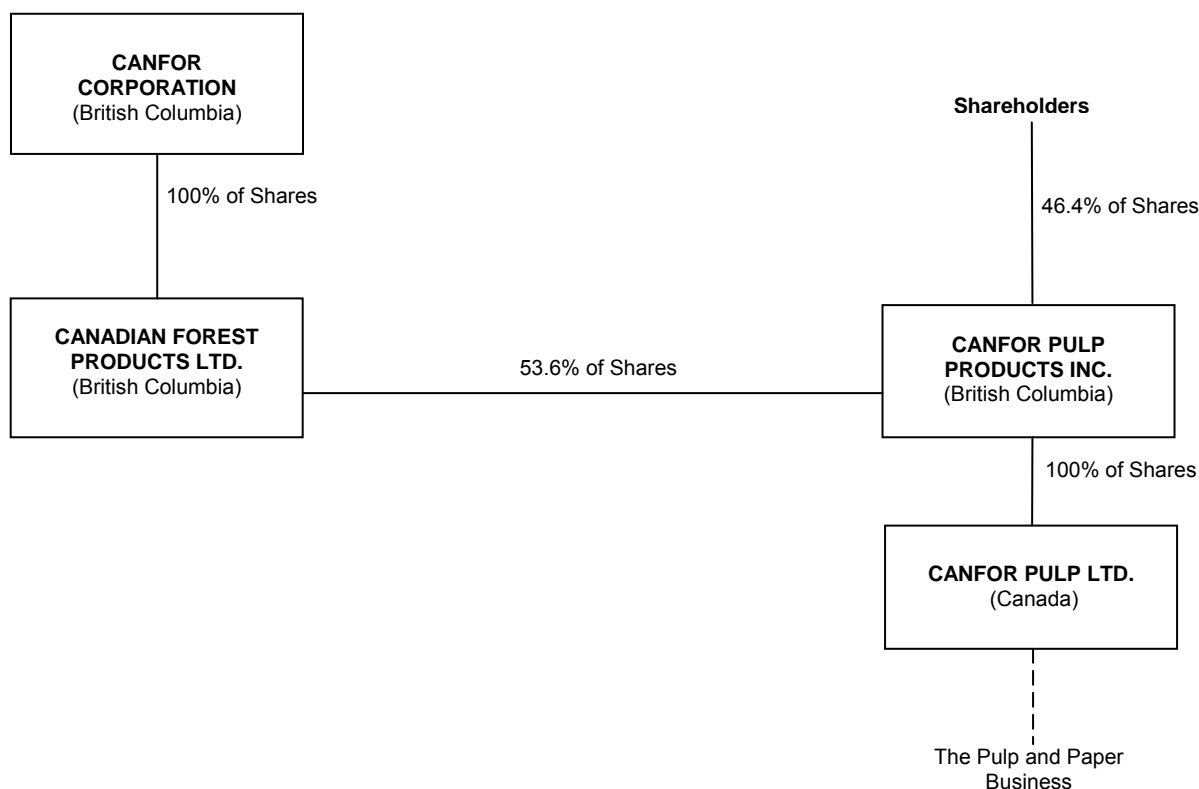 CANFOR
CORPORATION
(British Columbia)
Shareholders
100% of Shares
46.4% of Shares
CANADIAN FOREST
PRODUCTS LTD.
(British Columbia)
53.6% of Shares
CANFOR PULP
PRODUCTS INC.
(British Columbia)
100% of Shares
CANFOR PULP LTD.
(Canada)
The Pulp and Paper
Business